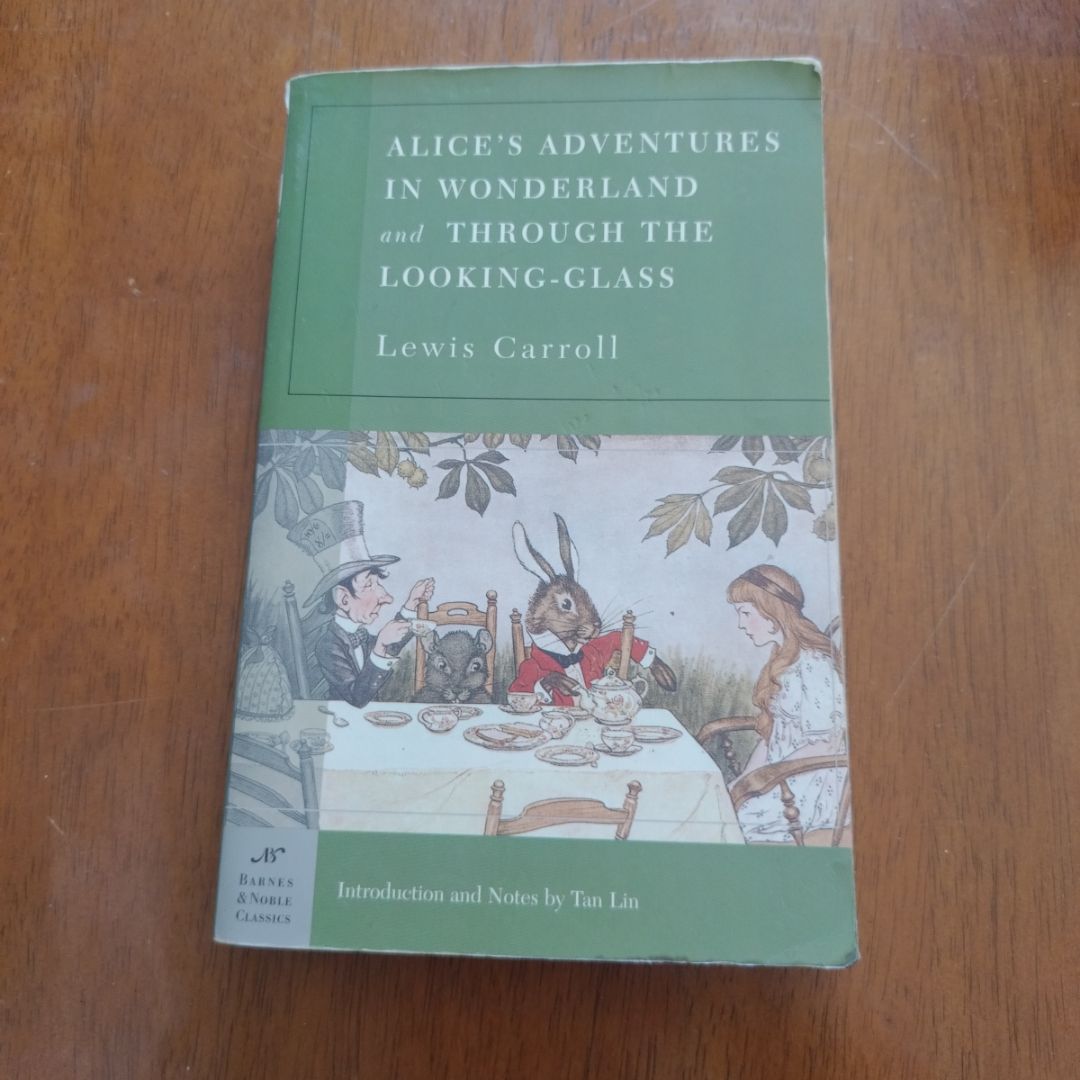 ALICE'S ADVENTURES
IN WONDERLAND
and THROUGH THE
LOOKING-GLASS
Lewis Carroll
BARNES
& NOBLE
CLASSICS
Introduction and Notes by Tan Lin